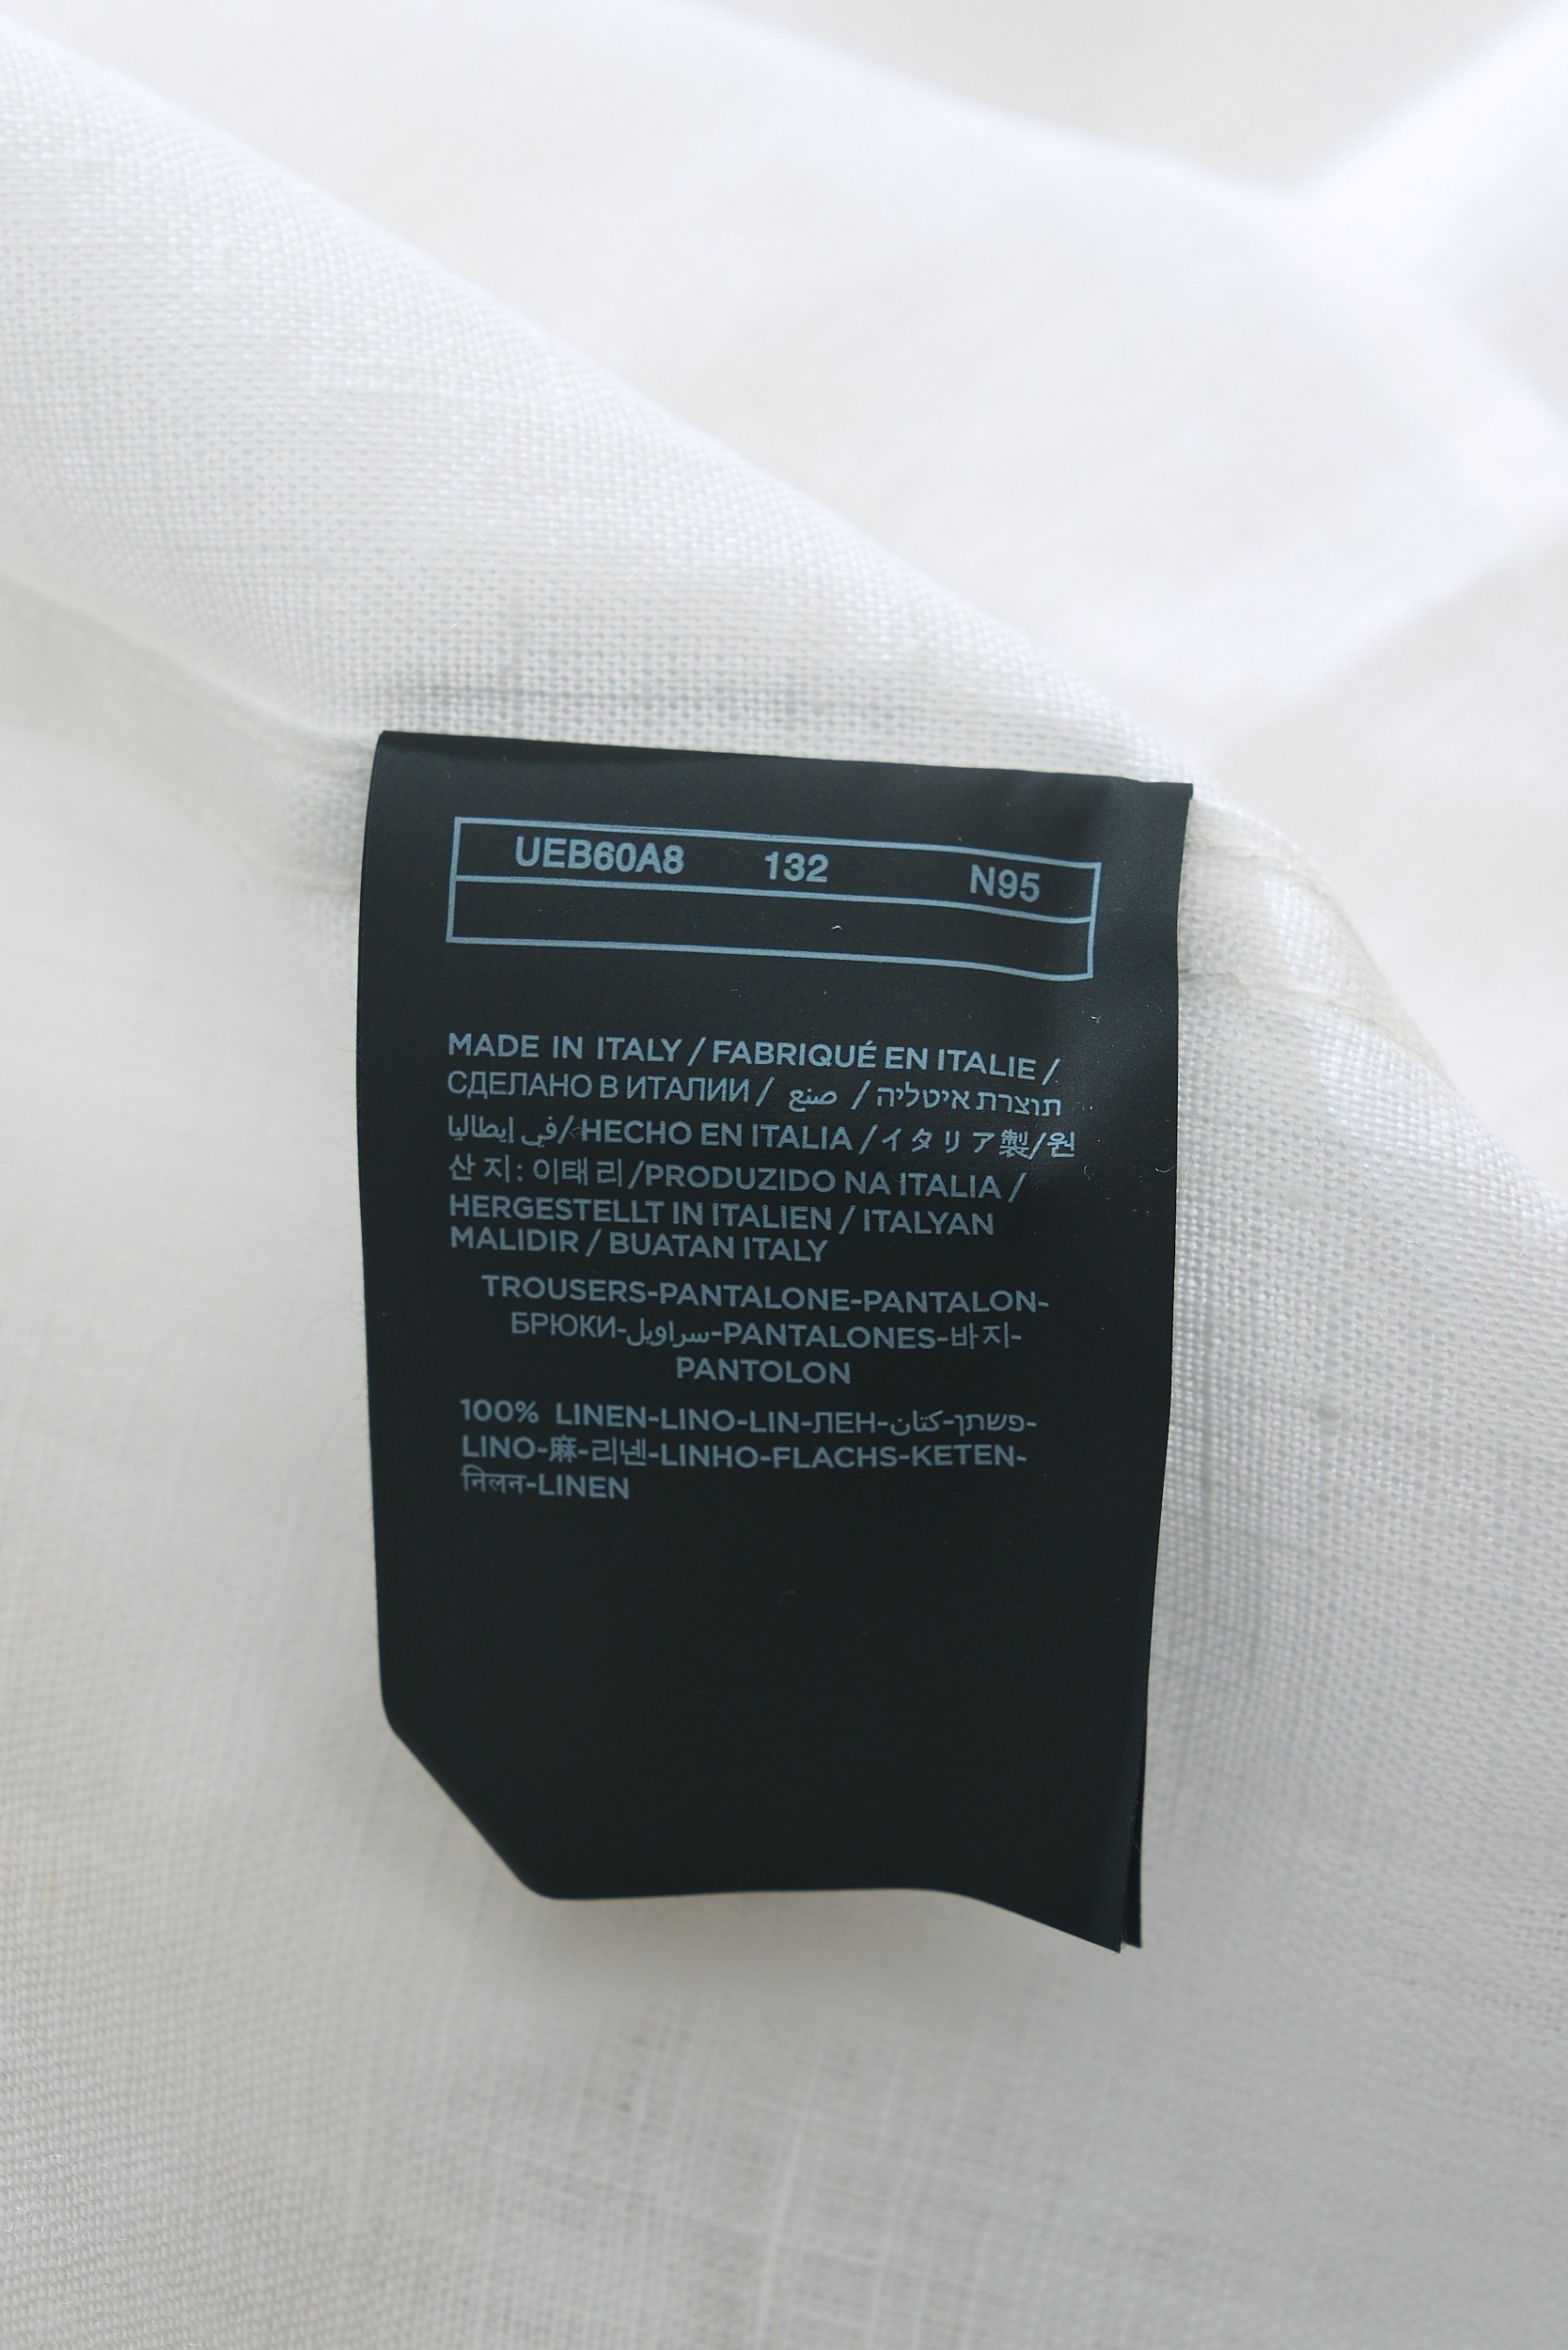 UEB60A8 132 N95
MADE IN ITALY / FABRIQUÉ EN ITALIE /
СДЕЛАНО В ИТАЛИИ / صنع / תוצרת איטליה
في إيطاليا/ HECHO EN ITALIA /イタリア製/원
산 지: 이태 리/PRODUZIDO NA ITALIA /
HERGESTELLT IN ITALIEN / ITALYAN
MALIDIR / BUATAN ITALY
TROUSERS-PANTALONE-PANTALON-
БРЮКИ-سراويل-PANTALONES-바 지-
PANTOLON
100% LINEN-LINO-LIN-ЛЕН-كتان-פשתן-
LINO-麻-리넨-LINHO-FLACHS-KETEN-
निलन-LINEN